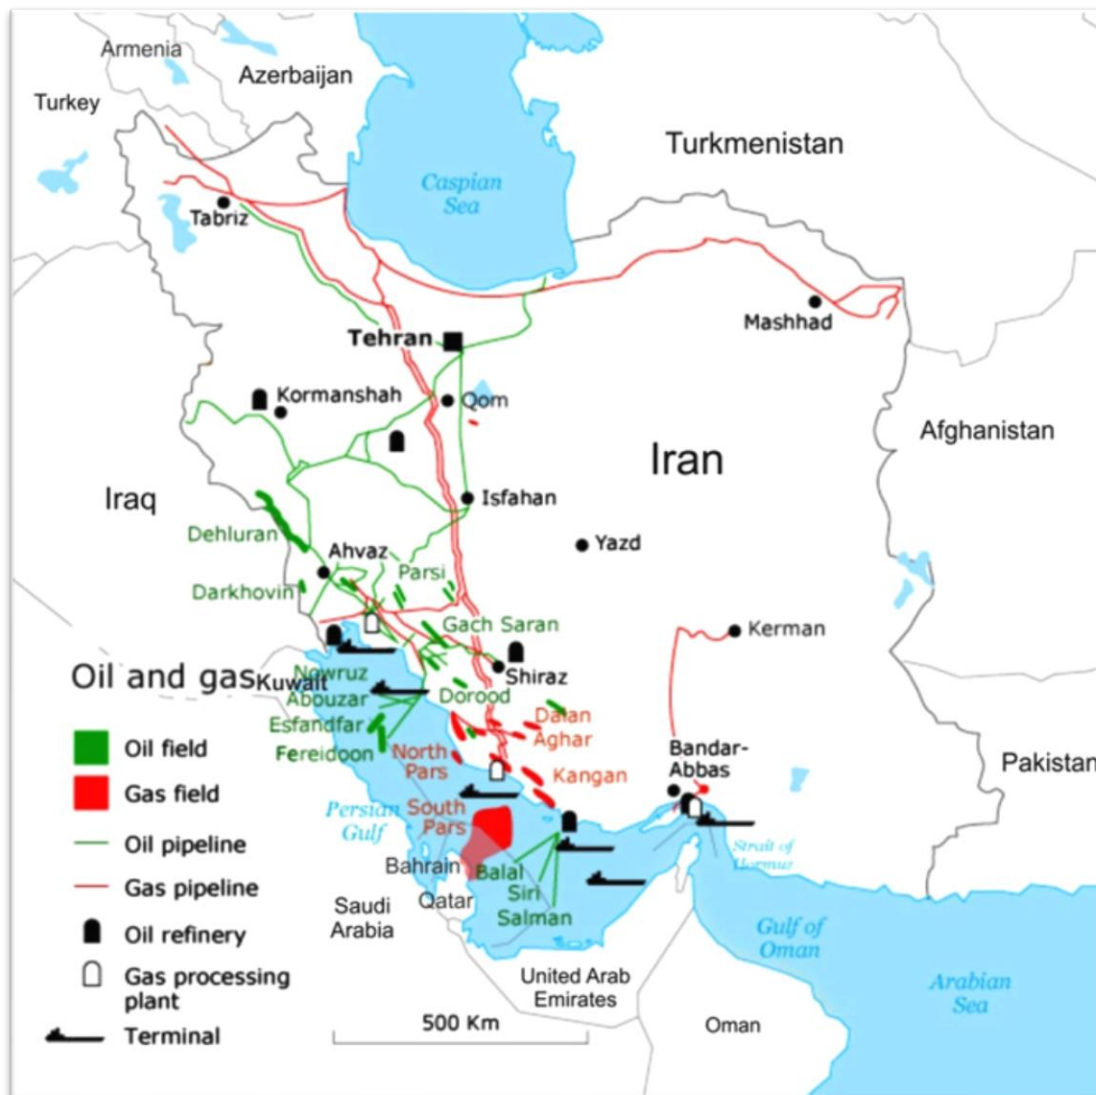 Armenia
Azerbaijan
Turkey
Turkmenistan
Caspian
Sea
Tabriz
Mashhad
Tehran
Kormanshah
Qom
Afghanistan
Iran
Iraq
Isfahan
Dehluran
Yazd
Ahvaz
Parsi
Darkhovin
Gach Saran
Kerman
Oil and gas
Kuwait
Nowruz
Shiraz
Abouzar
Dorood
Esfandfar
Dalan
Aghar
Fereidoon
North
Pars
Kangan
Bandar-
Abbas
Pakistan
Oil field
Gas field
Persian
Gulf
South
Pars
Strait of
Hormuz
Oil pipeline
Bahrain
Balal
Gas pipeline
Siri
Qatar
Salman
Saudi
Arabia
Gulf of
Oman
Oil refinery
Gas processing
plant
United Arab
Emirates
Arabian
Sea
Terminal
500 Km
Oman